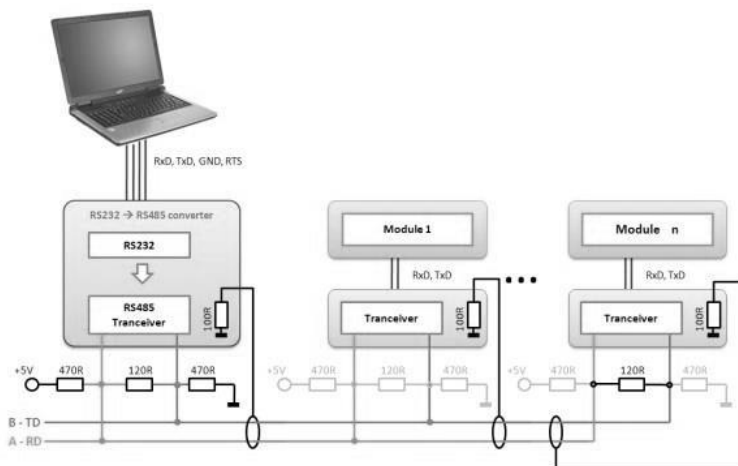 RxD, TxD, GND, RTS
RS232 → RS485 converter
RS232
RS485
Tranceiver
100R
+5V 470R 120R 470R
Module 1
RxD, TxD
Tranceiver
100R
+5V 470R 120R 470R
Module n
RxD, TxD
Tranceiver
100R
+5V 470R 120R 470R
B - TD
A - RD